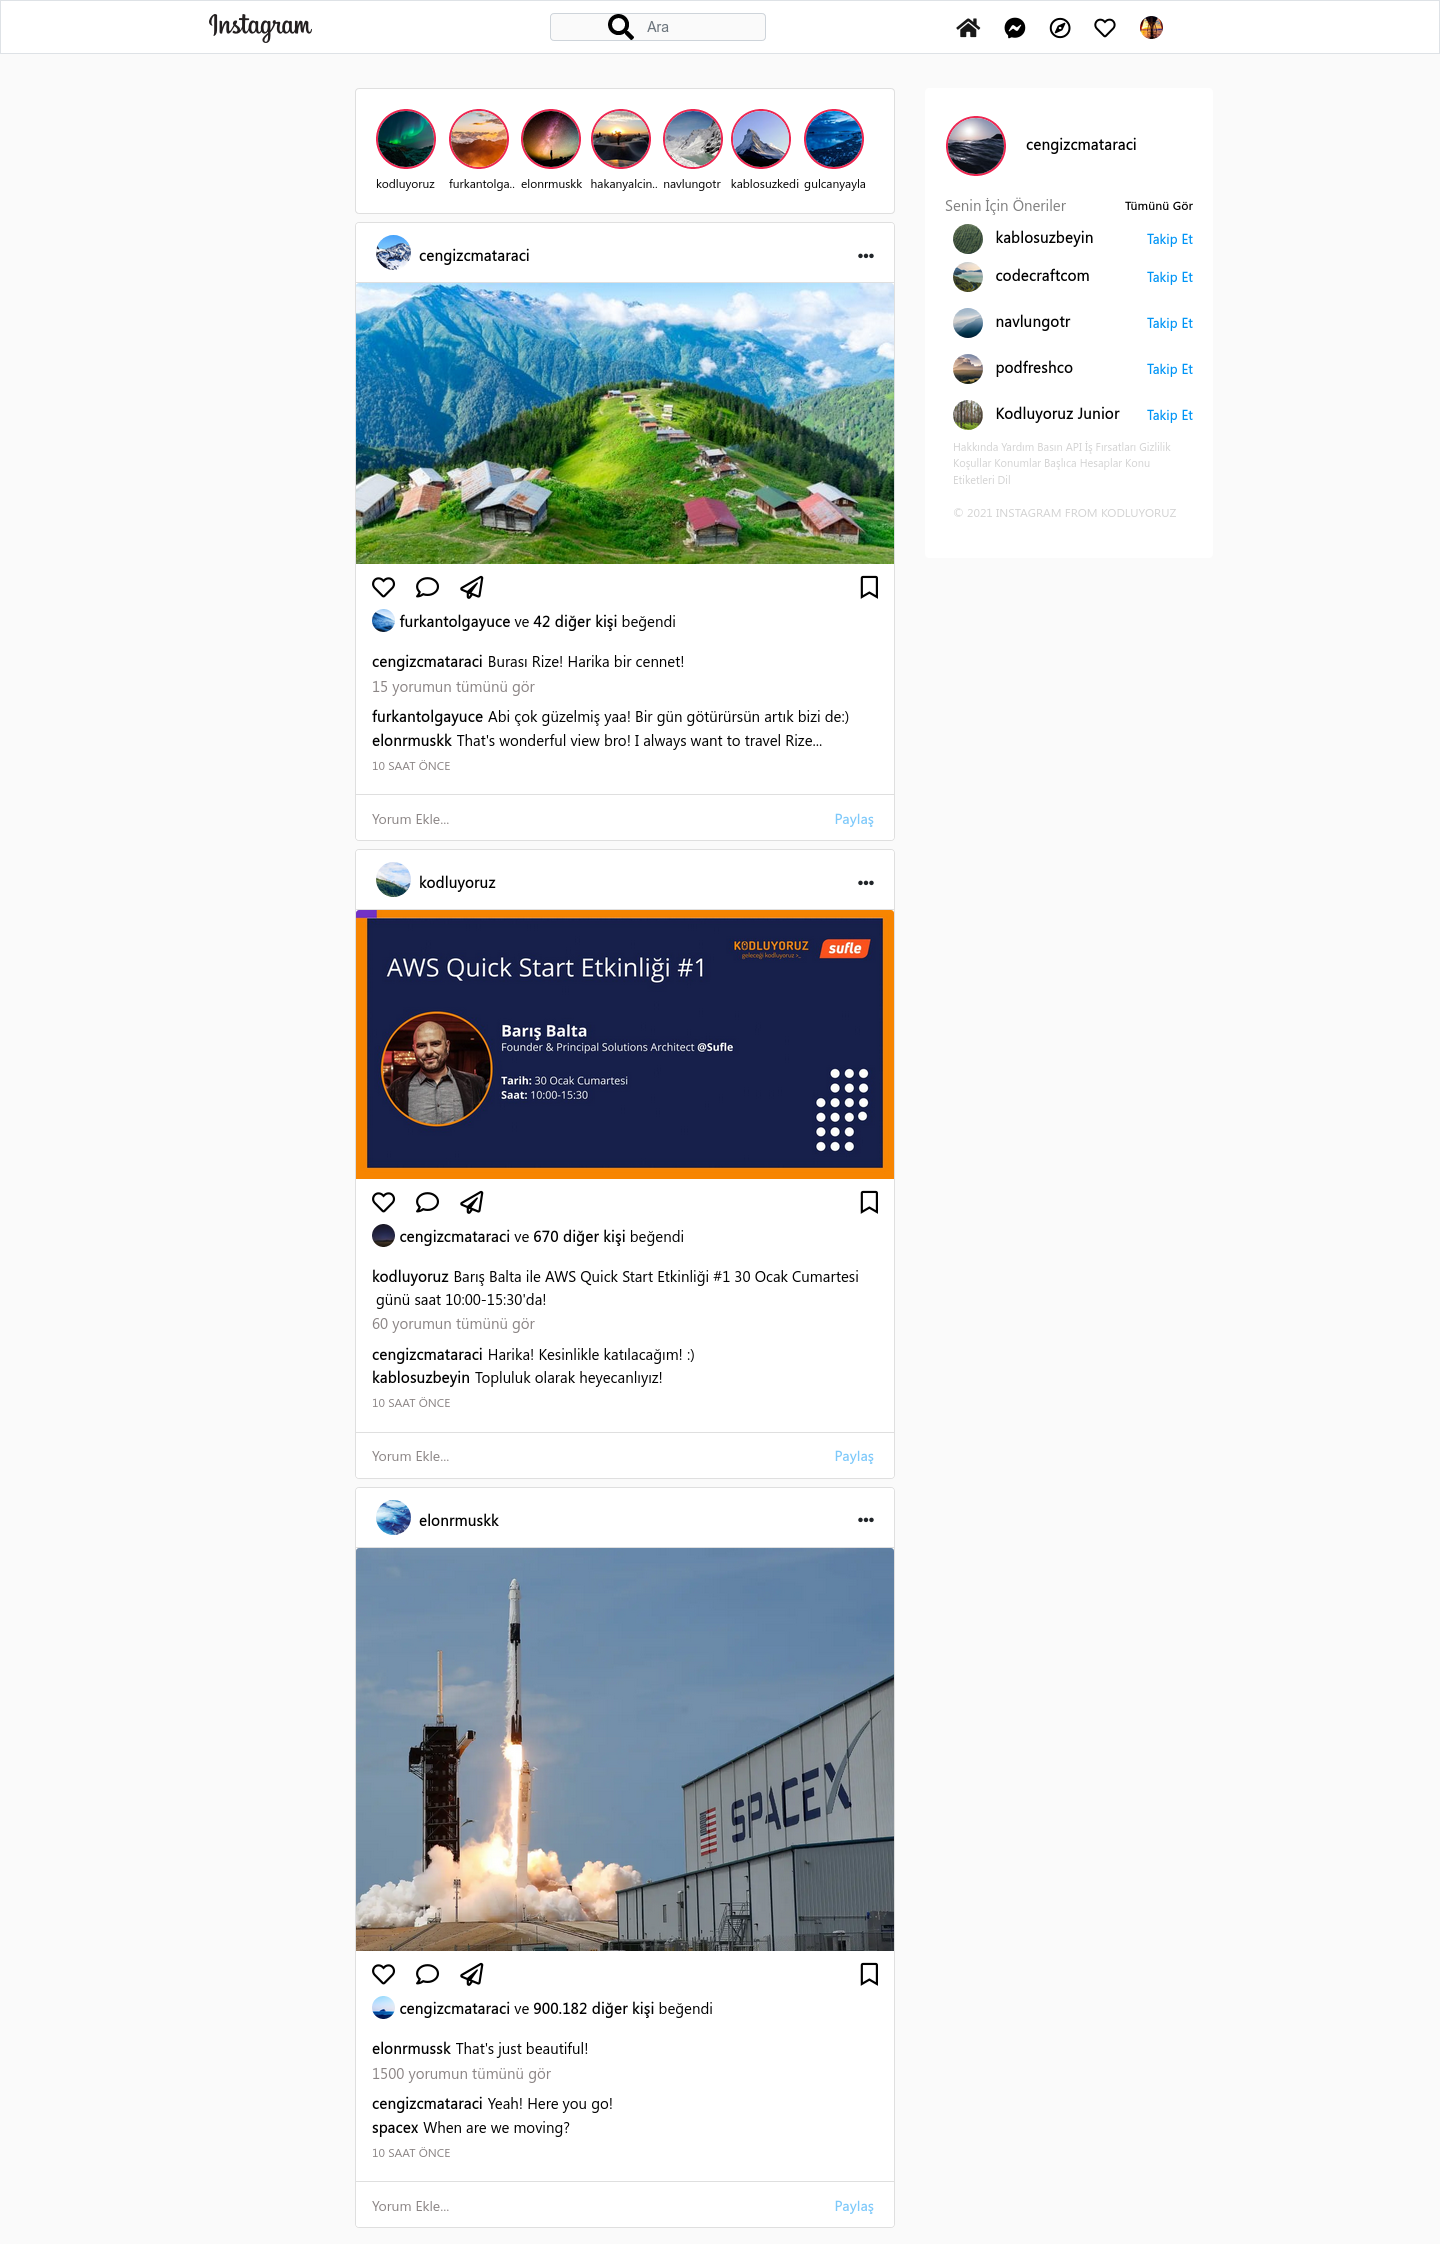 Instagram
Ara
kodluyoruz furkantolga.. elonrmuskk hakanyalcin.. navlungotr kablosuzkedi gulcanyayla
cengizcmataraci
Senin İçin Öneriler Tümünü Gör
kablosuzbeyin Takip Et
codecraftcom Takip Et
navlungotr Takip Et
podfreshco Takip Et
Kodluyoruz Junior Takip Et
Hakkında Yardım Basın API İş Fırsatları Gizlilik
Koşullar Konumlar Başlıca Hesaplar Konu
Etiketleri Dil
© 2021 INSTAGRAM FROM KODLUYORUZ
cengizcmataraci
furkantolgayuce ve 42 diğer kişi beğendi
cengizcmataraci Burası Rize! Harika bir cennet!
15 yorumun tümünü gör
furkantolgayuce Abi çok güzelmiş yaa! Bir gün götürürsün artık bizi de:)
elonrmuskk That's wonderful view bro! I always want to travel Rize...
10 SAAT ÖNCE
Yorum Ekle... Paylaş
kodluyoruz
KODLUYORUZ sufle
geleceği kodluyoruz >_
AWS Quick Start Etkinliği #1
Barış Balta
Founder & Principal Solutions Architect @Sufle
Tarih: 30 Ocak Cumartesi
Saat: 10:00-15:30
cengizcmataraci ve 670 diğer kişi beğendi
kodluyoruz Barış Balta ile AWS Quick Start Etkinliği #1 30 Ocak Cumartesi
günü saat 10:00-15:30'da!
60 yorumun tümünü gör
cengizcmataraci Harika! Kesinlikle katılacağım! :)
kablosuzbeyin Topluluk olarak heyecanlıyız!
10 SAAT ÖNCE
Yorum Ekle... Paylaş
elonrmuskk
SPACEX
cengizcmataraci ve 900.182 diğer kişi beğendi
elonrmussk That's just beautiful!
1500 yorumun tümünü gör
cengizcmataraci Yeah! Here you go!
spacex When are we moving?
10 SAAT ÖNCE
Yorum Ekle... Paylaş